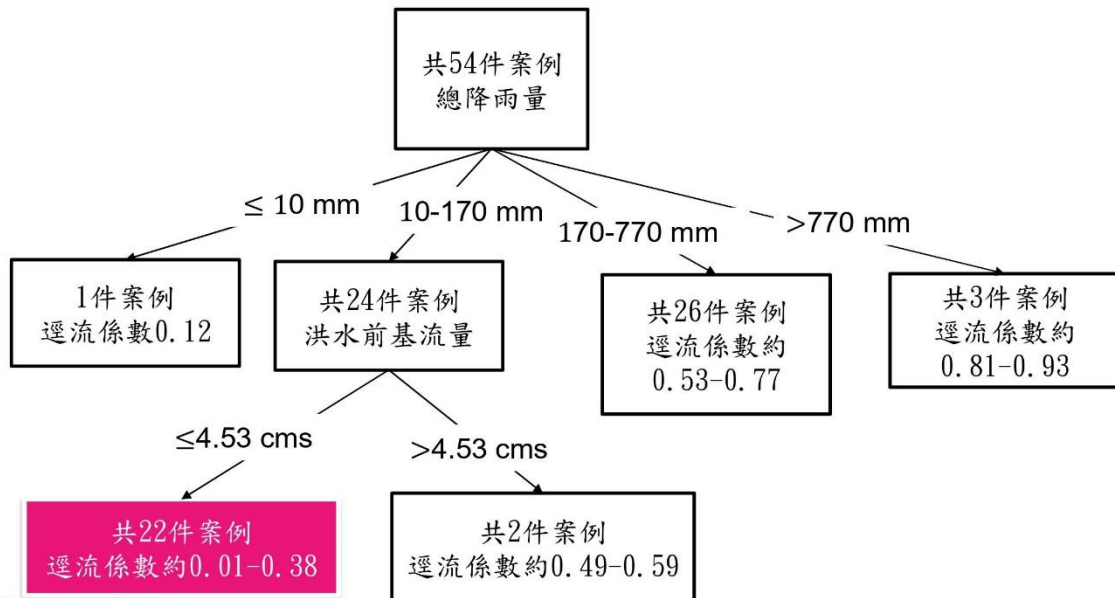 共54件案例
總降雨量
≤ 10 mm
10-170 mm
170-770 mm
>770 mm
1件案例
逕流係數0.12
共24件案例
洪水前基流量
共26件案例
逕流係數約
0.53-0.77
共3件案例
逕流係數約
0.81-0.93
≤4.53 cms
>4.53 cms
共22件案例
逕流係數約0.01-0.38
共2件案例
逕流係數約0.49-0.59